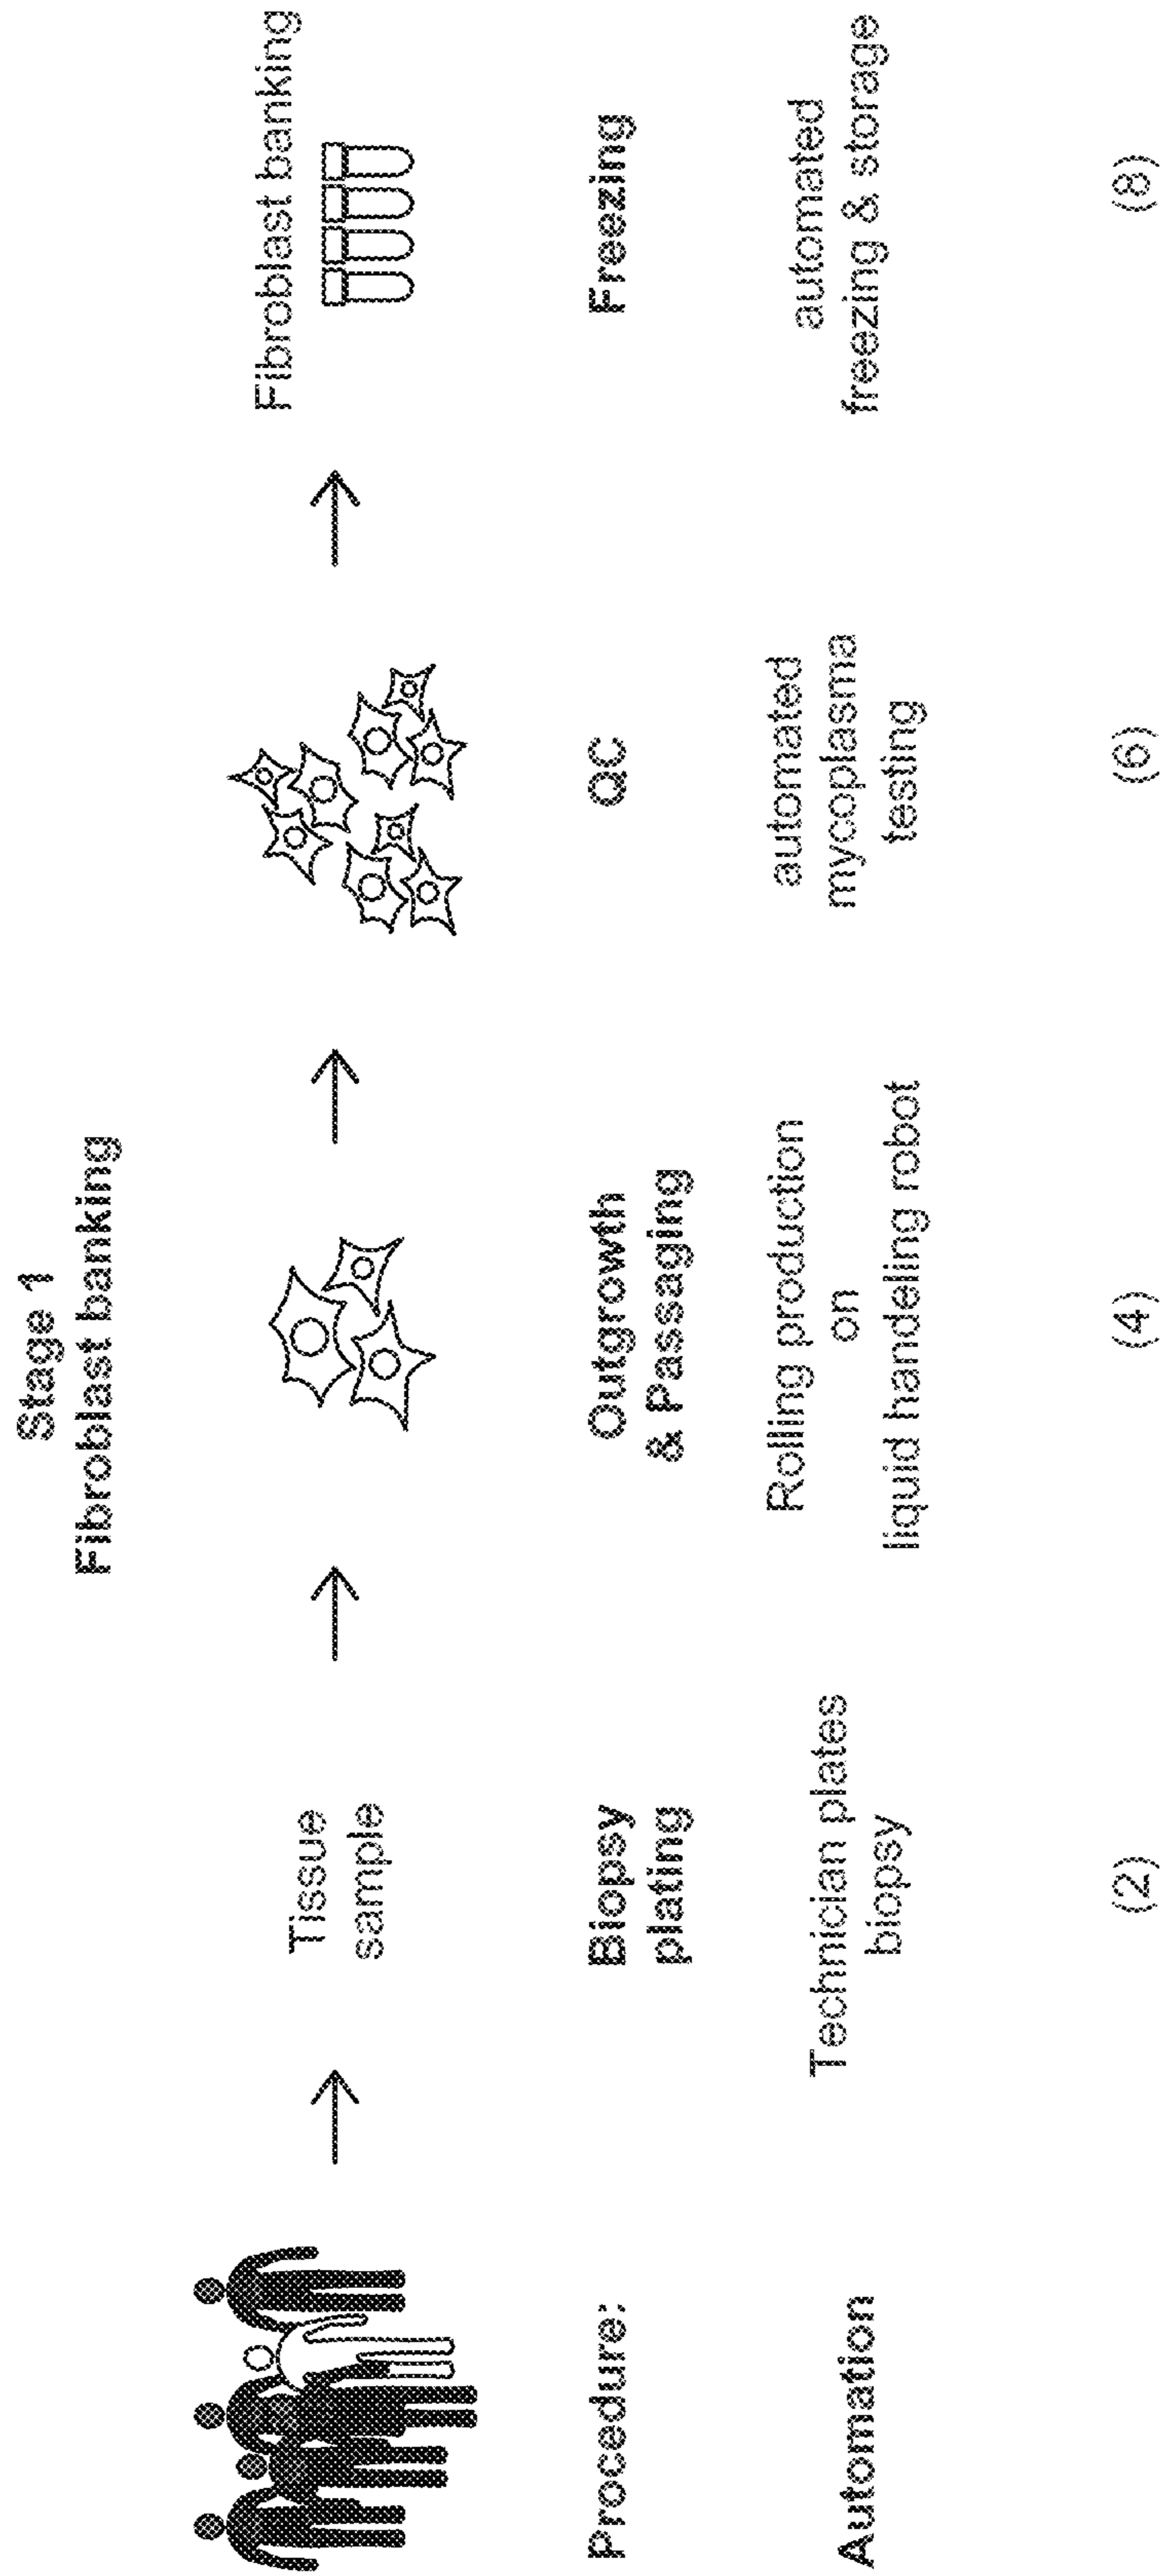 Stage 1
Fibroblast banking
Tissue
sample
Fibroblast banking
Procedure:
Biopsy
plating
Outgrowth
& Passaging
QC
Freezing
Automation
Technician plates
biopsy
Rolling production
on
liquid handeling robot
automated
mycoplasma
testing
automated
freezing & storage
(2)
(4)
(6)
(8)